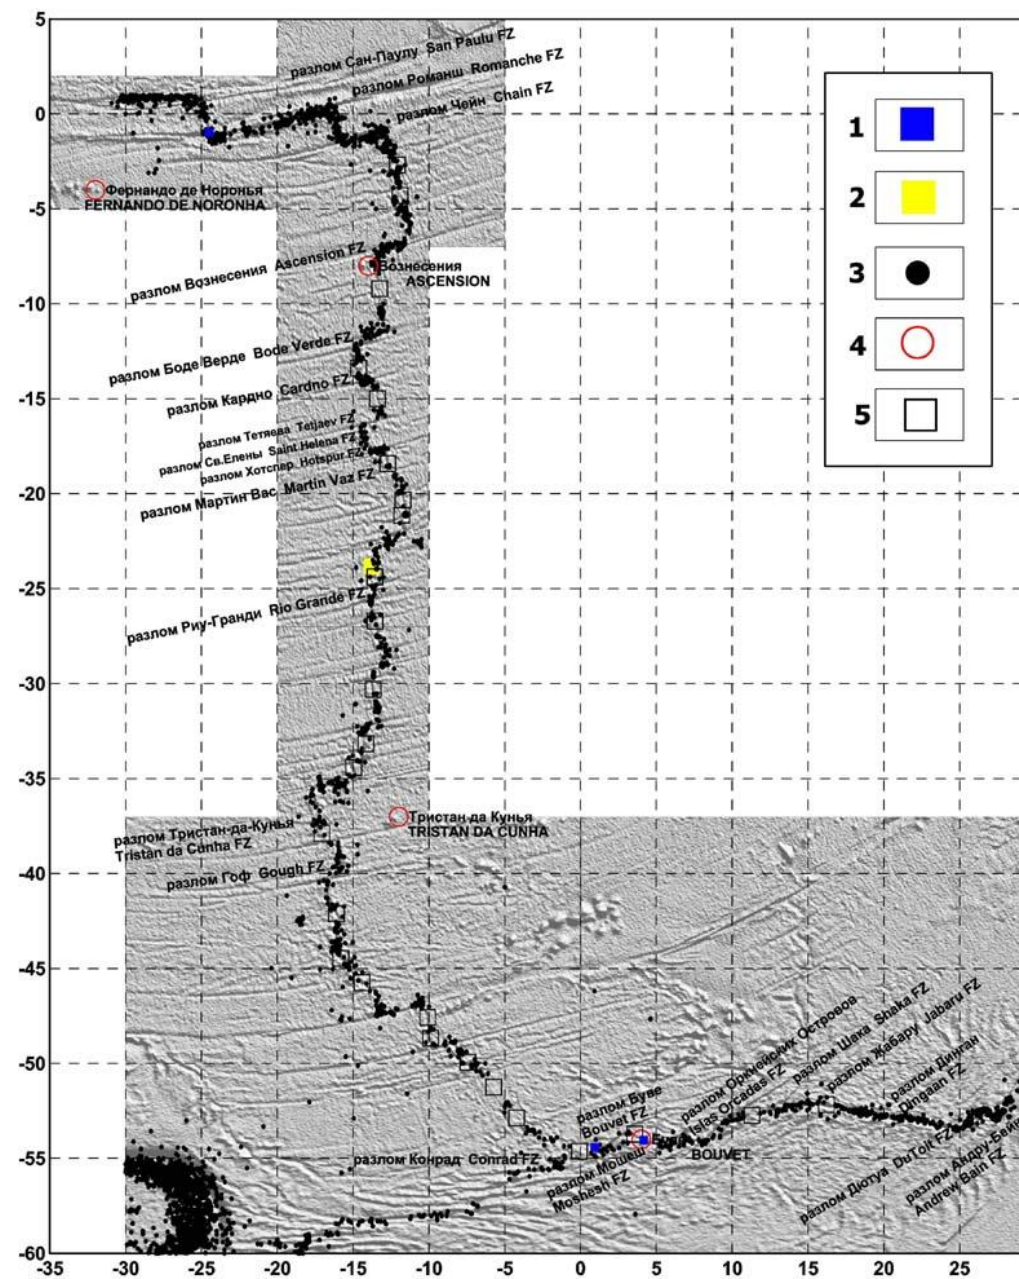 5
разлом Сан-Паулу San Paulu FZ
разлом Романш Romanche FZ
разлом Чейн Chain FZ
0
Фернандо де Норонья
FERNANDO DE NORONHA
-5
разлом Вознесения Ascension FZ
Вознесения
ASCENSION
-10
разлом Боде Верде Bode Verde FZ
разлом Кардно Cardno FZ
-15
разлом Тетяева Tetjaev FZ
разлом Св.Елены Saint Helena FZ
разлом Хотспар Hotspur FZ
разлом Мартин Вас Martin Vaz FZ
-20
-25
разлом Риу-Гранди Rio Grande FZ
-30
-35
Тристан да Кунья
TRISTAN DA CUNHA
разлом Тристан-да-Кунья
Tristan da Cunha FZ
разлом Гоф Gough FZ
-40
-45
-50
разлом Буве
Bouvet FZ
разлом Оркнейских Островов
Islas Orcadas FZ
разлом Шака Shaka FZ
разлом Жабару Jabaru FZ
разлом Динган
Dingaan FZ
-55
разлом Конрад Conrad FZ
разлом Мошеш
Moshesh FZ
BOUVET
разлом Дютуа DuToit FZ
разлом Андру-Бейн
Andrew Bain FZ
-60
-35 -30 -25 -20 -15 -10 -5 0 5 10 15 20 25
1
2
3
4
5